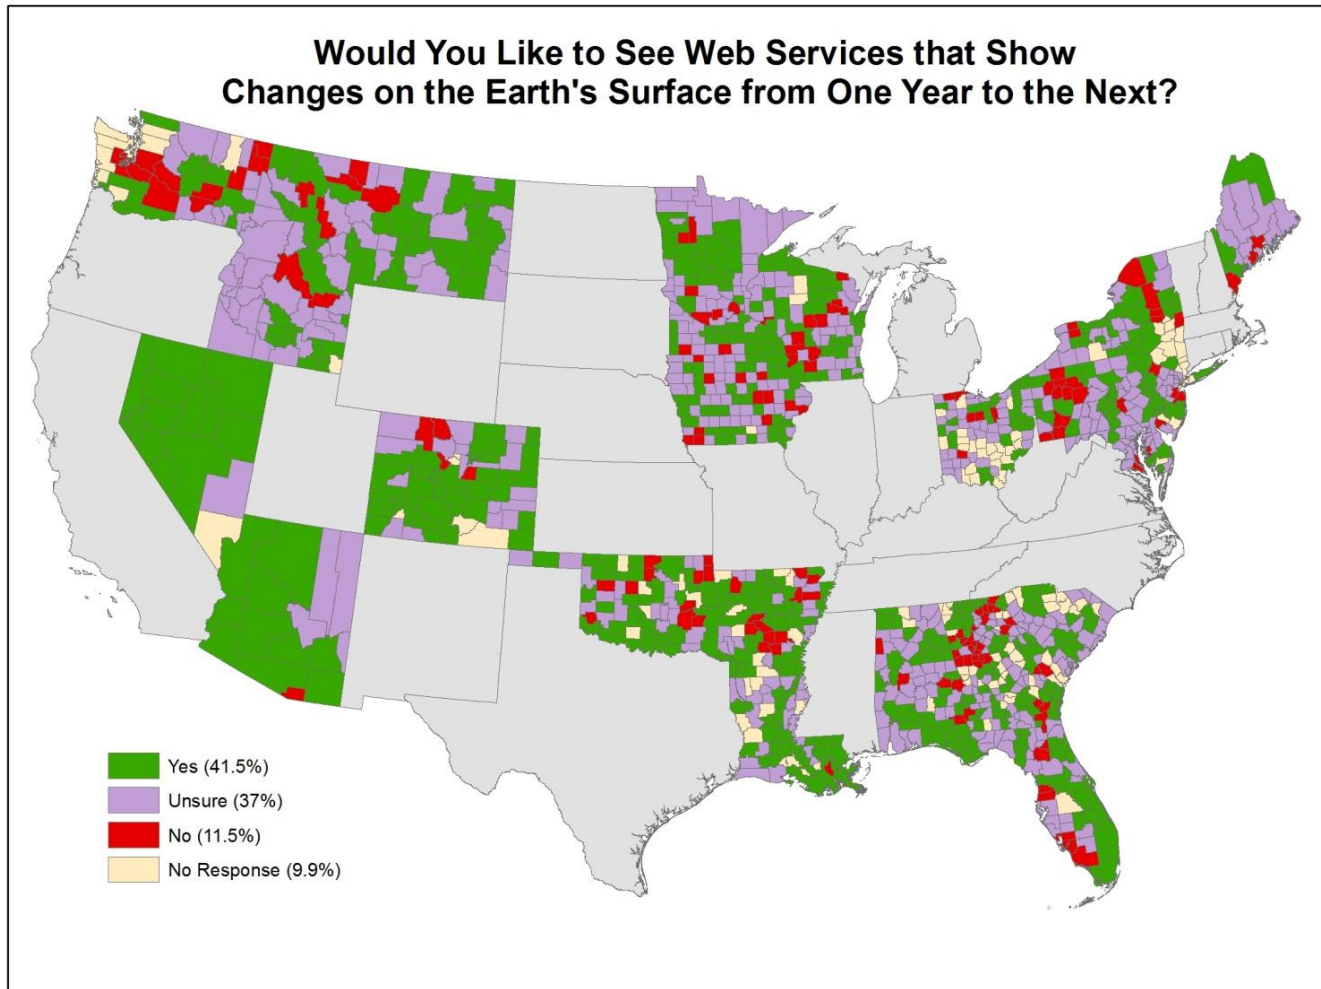 Would You Like to See Web Services that Show
Changes on the Earth's Surface from One Year to the Next?
Yes (41.5%)
Unsure (37%)
No (11.5%)
No Response (9.9%)